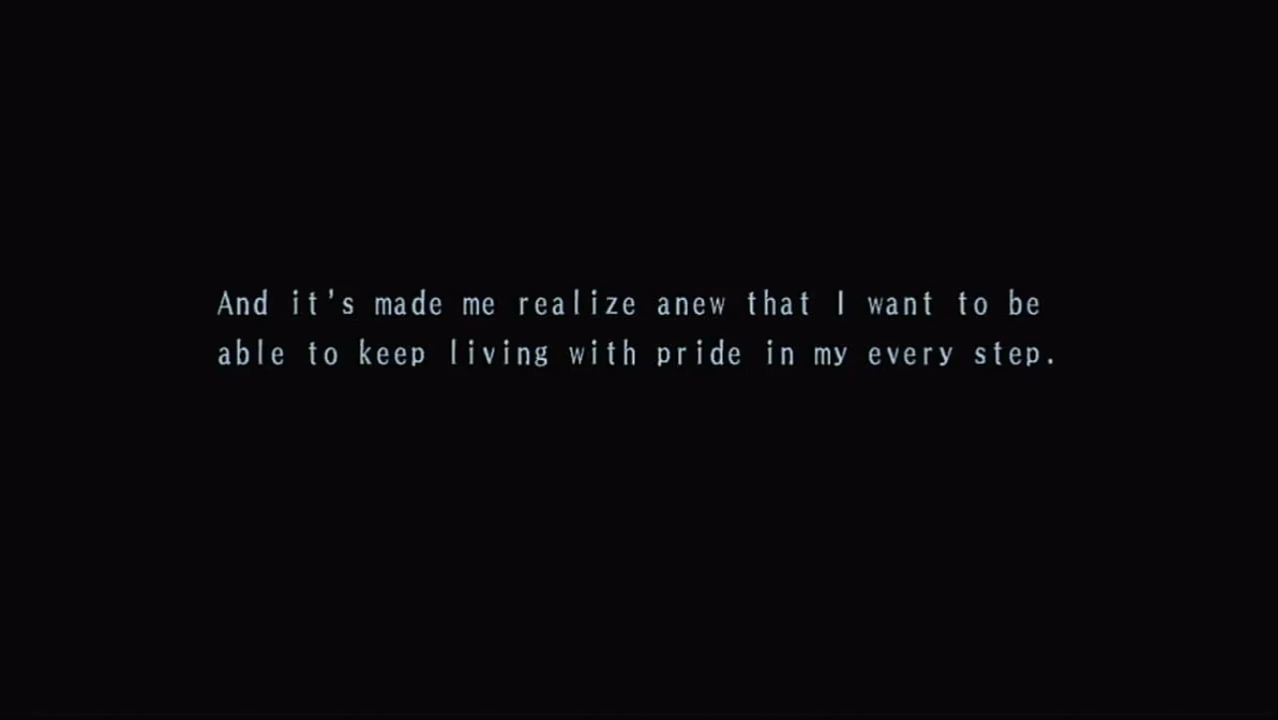 And it's made me realize anew that I want to be
able to keep living with pride in my every step.